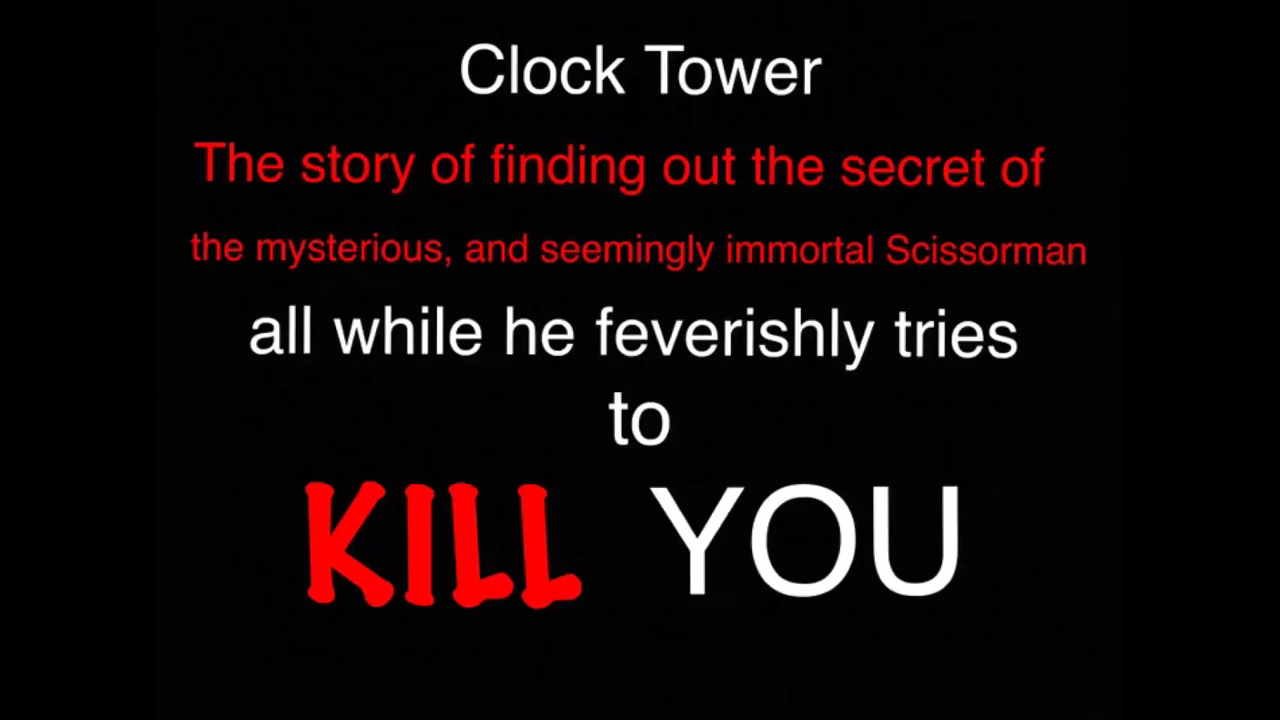 Clock Tower
The story of finding out the secret of
the mysterious, and seemingly immortal Scissorman
all while he feverishly tries
to
KILL YOU